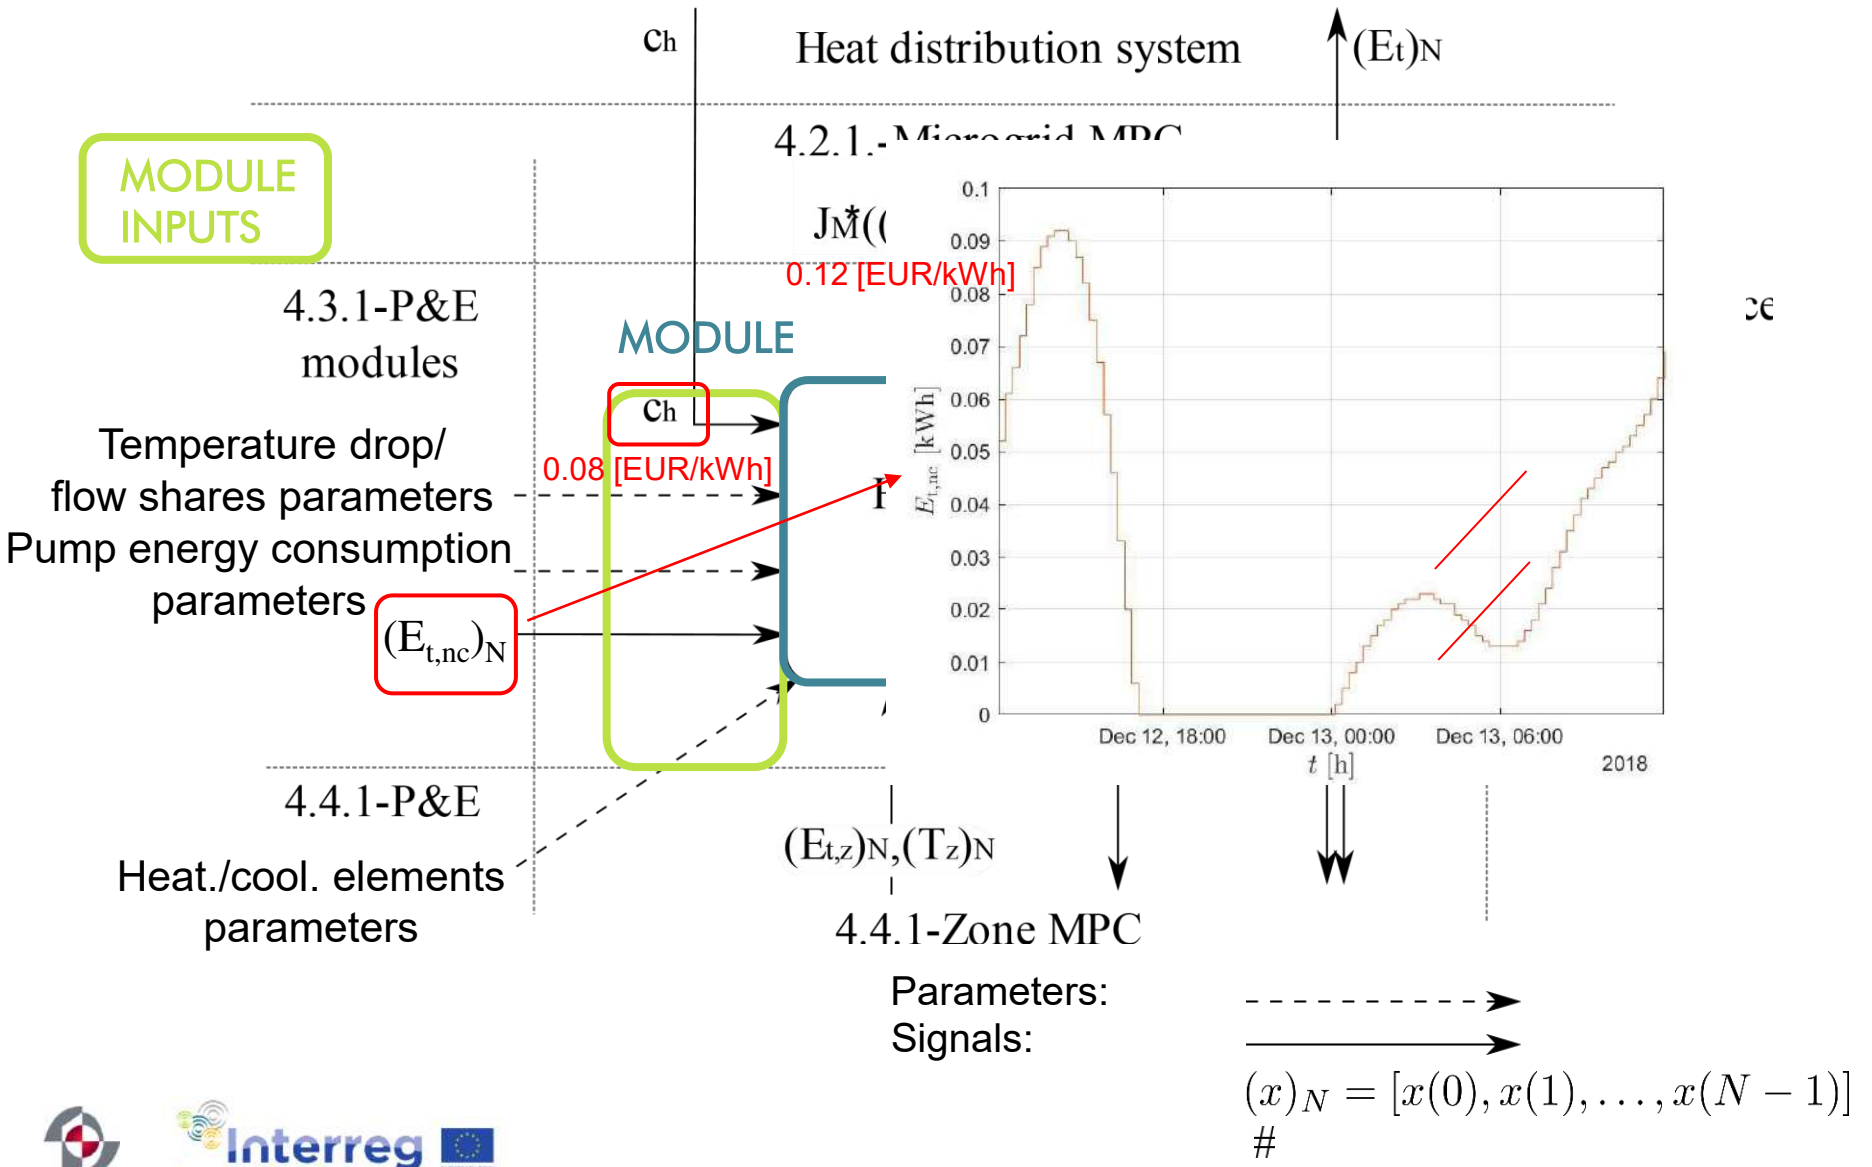 ch
Heat distribution system
(Et)N
4.2.1.-Microgrid MPC
MODULE
INPUTS
JM*((
0.12 [EUR/kWh]
4.3.1-P&E
modules
MODULE
ch
0.08 [EUR/kWh]
Temperature drop/
flow shares parameters
Pump energy consumption
parameters
(Et,nc)N
4.4.1-P&E
Heat./cool. elements
parameters
0.1
0.09
0.08
0.07
0.06
0.05
0.04
0.03
0.02
0.01
0
Et,nc [kWh]
Dec 12, 18:00
Dec 13, 00:00
Dec 13, 06:00
t [h]
2018
(Et,z)N,(Tz)N
4.4.1-Zone MPC
Parameters:
Signals:
(x)N = [x(0), x(1), . . . , x(N − 1)]
#
Interreg